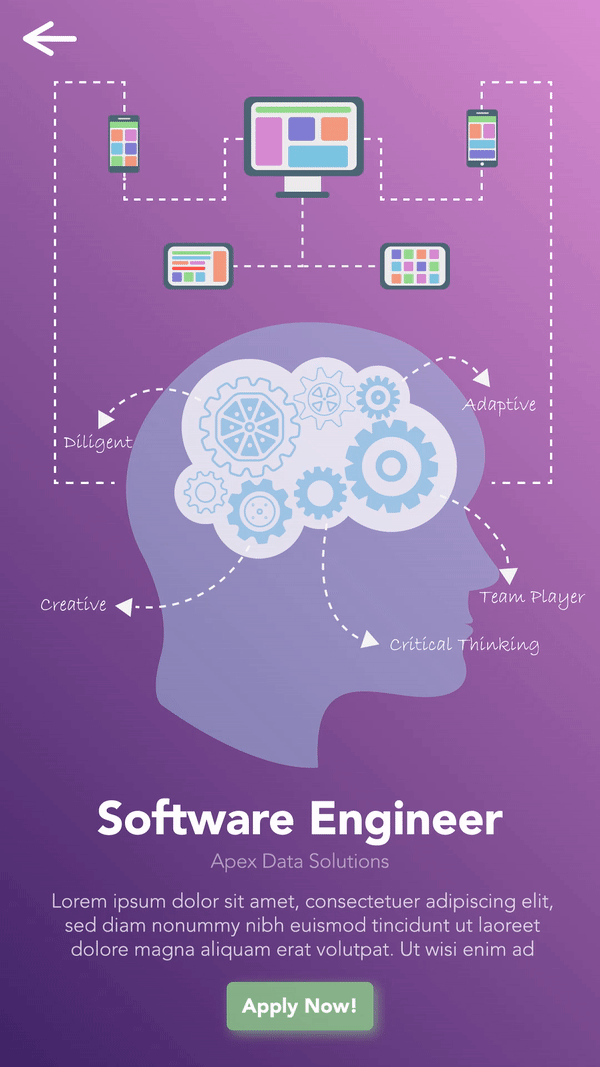 Adaptive
Diligent
Team Player
Creative
Critical Thinking
Software Engineer
Apex Data Solutions
Lorem ipsum dolor sit amet, consectetuer adipiscing elit,
sed diam nonummy nibh euismod tincidunt ut laoreet
dolore magna aliquam erat volutpat. Ut wisi enim ad
Apply Now!